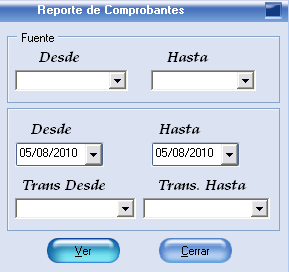 Reporte de Comprobantes
Fuente
Desde Hasta
Desde Hasta
05/08/2010 05/08/2010
Trans Desde Trans. Hasta
Ver Cerrar